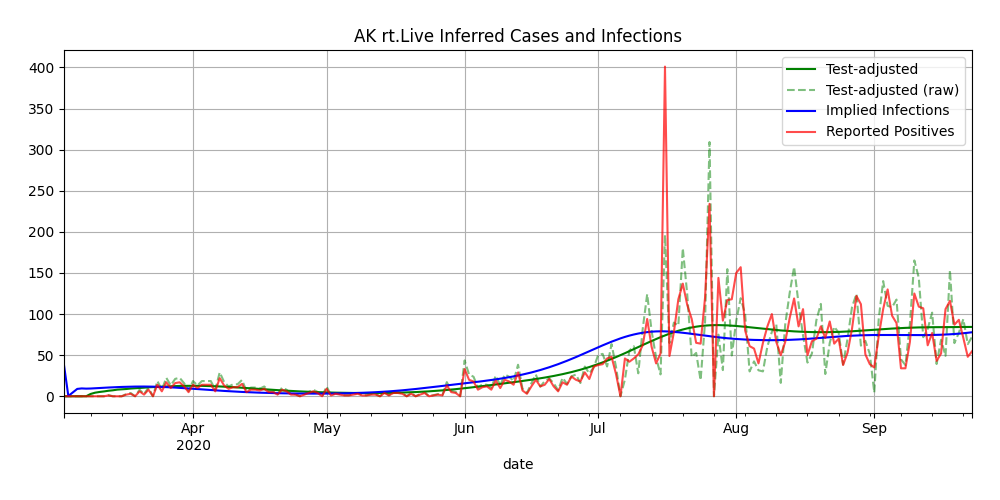 AK rt.Live Inferred Cases and Infections
Test-adjusted
Test-adjusted (raw)
Implied Infections
Reported Positives
400
350
300
250
200
150
100
50
0
Apr
2020
May
Jun
Jul
Aug
Sep
date